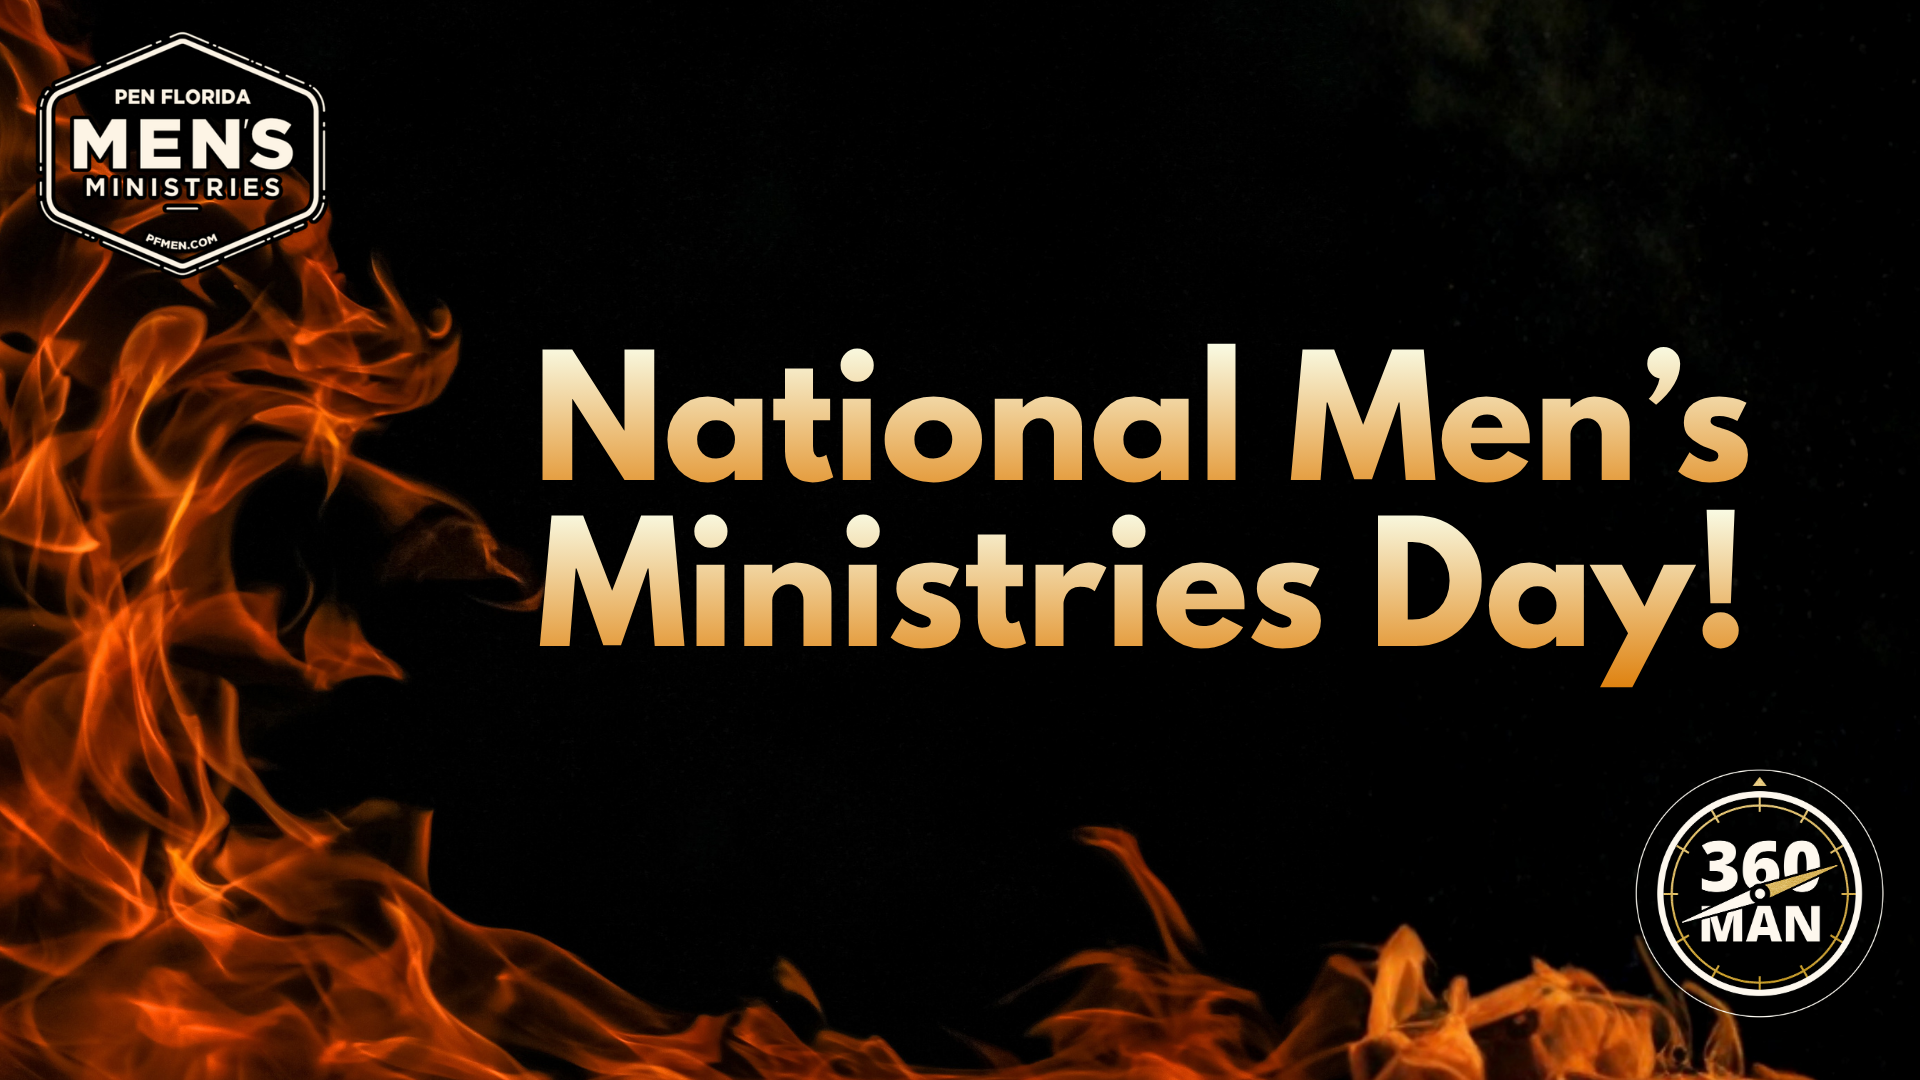 PEN FLORIDA
MEN'S
MINISTRIES
PFMEN.COM
National Men’s
Ministries Day!
360
MAN